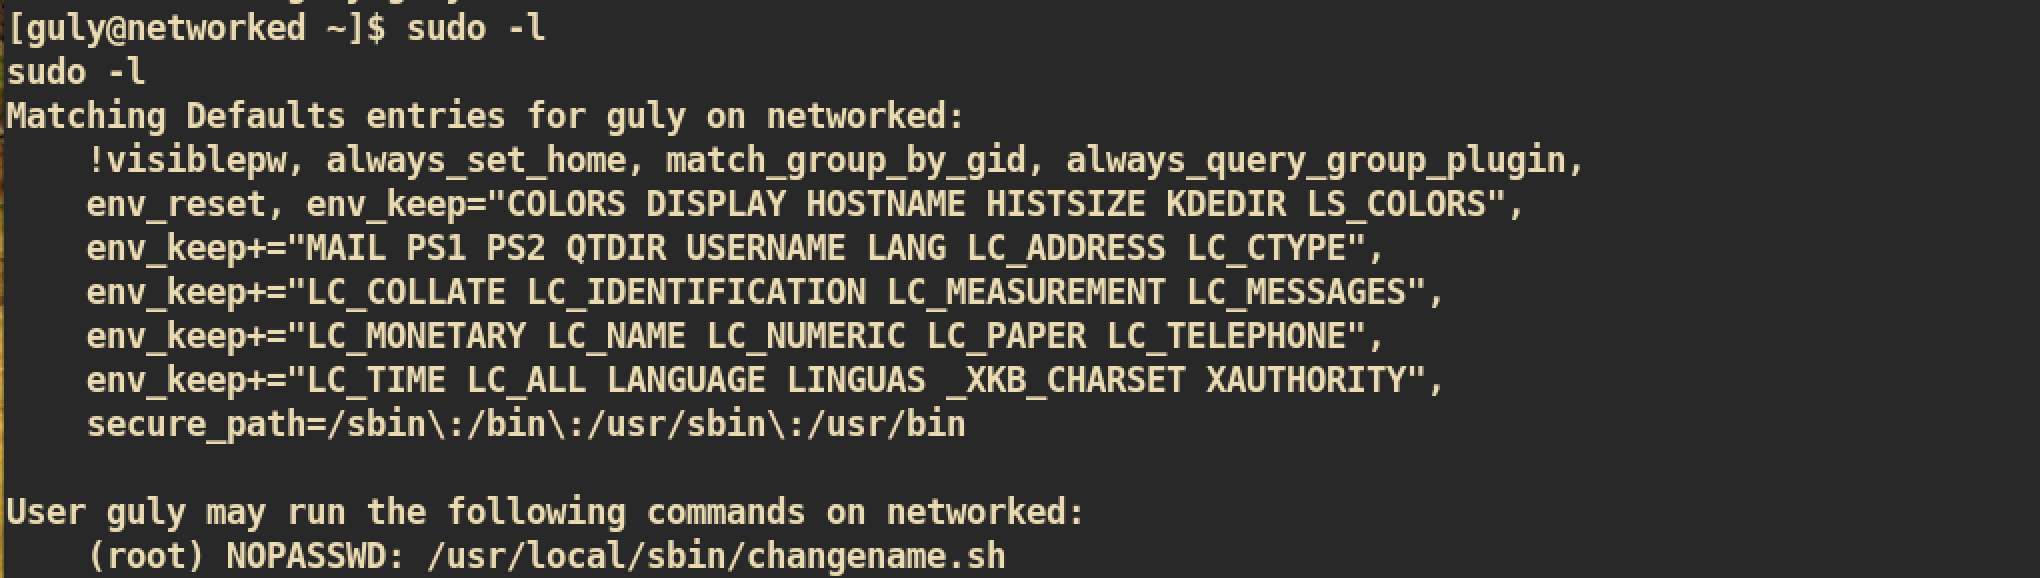 [guly@networked ~]$ sudo -l
sudo -l
Matching Defaults entries for guly on networked:
    !visiblepw, always_set_home, match_group_by_gid, always_query_group_plugin,
    env_reset, env_keep="COLORS DISPLAY HOSTNAME HISTSIZE KDEDIR LS_COLORS",
    env_keep+="MAIL PS1 PS2 QTDIR USERNAME LANG LC_ADDRESS LC_CTYPE",
    env_keep+="LC_COLLATE LC_IDENTIFICATION LC_MEASUREMENT LC_MESSAGES",
    env_keep+="LC_MONETARY LC_NAME LC_NUMERIC LC_PAPER LC_TELEPHONE",
    env_keep+="LC_TIME LC_ALL LANGUAGE LINGUAS _XKB_CHARSET XAUTHORITY",
    secure_path=/sbin\:/bin\:/usr/sbin\:/usr/bin

User guly may run the following commands on networked:
    (root) NOPASSWD: /usr/local/sbin/changename.sh